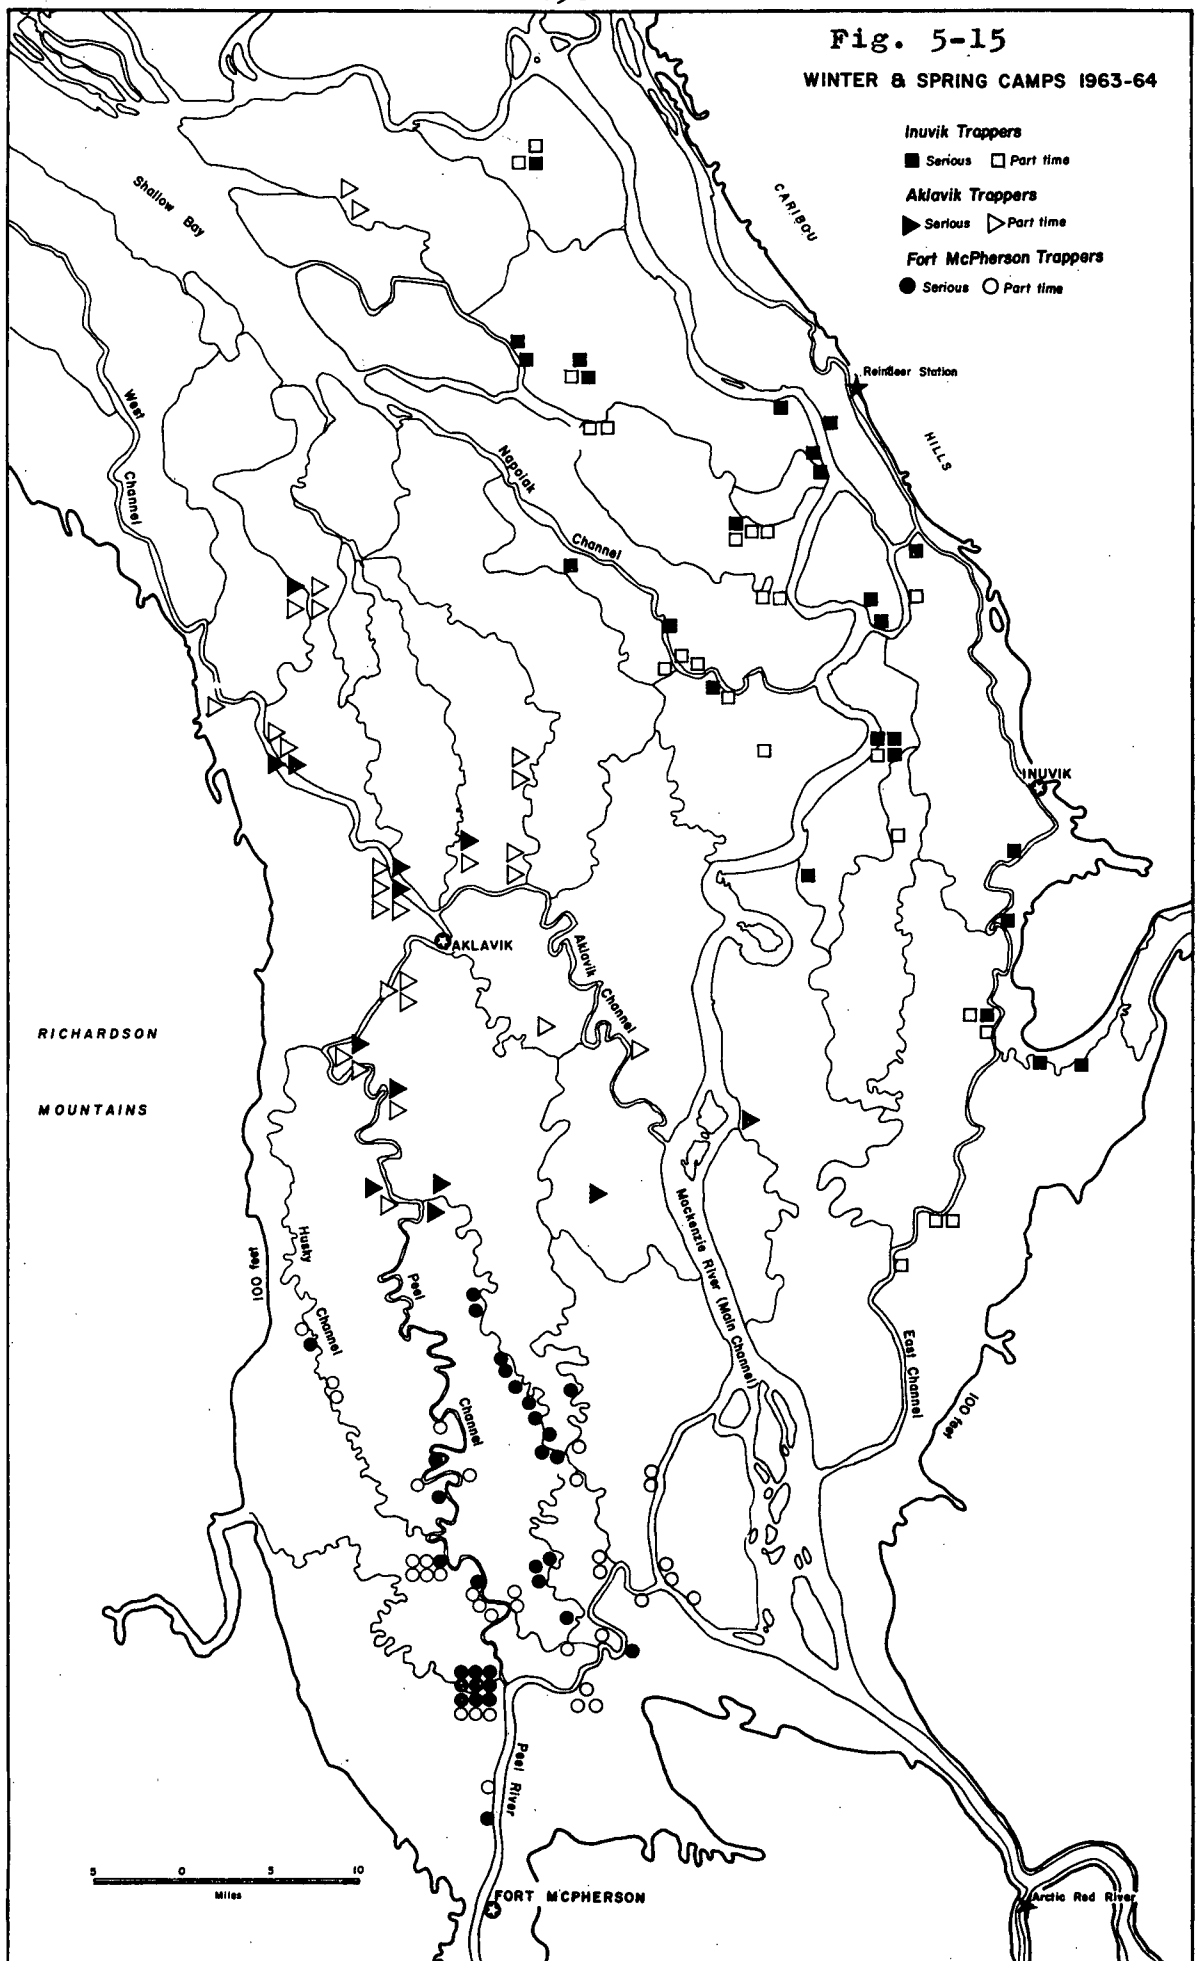 Fig. 5-15
WINTER & SPRING CAMPS 1963-64
Inuvik Trappers
Serious Part time
Aklavik Trappers
Serious Part time
Fort McPherson Trappers
Serious Part time
Shallow Bay
CARIBOU
HILLS
Reindeer Station
West
Channel
Napoiak
Channel
INUVIK
AKLAVIK
Aklavik
Channel
RICHARDSON
MOUNTAINS
Mackenzie River (Main Channel)
Husky
Channel
100 feet
Peel
Channel
East Channel
100 feet
Peel River
5 0 5 10
Miles
FORT MCPHERSON
Arctic Red River